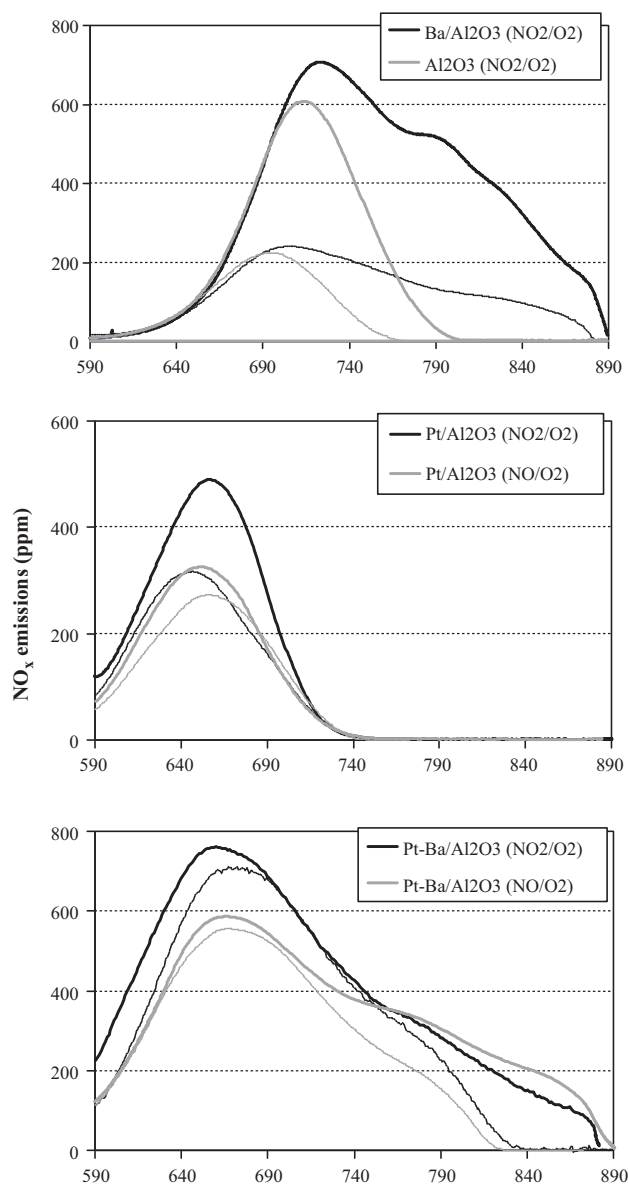 800
600
400
200
0
Ba/Al2O3 (NO2/O2)
Al2O3 (NO2/O2)
590 640 690 740 790 840 890
NOx emissions (ppm)
600
400
200
0
Pt/Al2O3 (NO2/O2)
Pt/Al2O3 (NO/O2)
590 640 690 740 790 840 890
800
600
400
200
0
Pt-Ba/Al2O3 (NO2/O2)
Pt-Ba/Al2O3 (NO/O2)
590 640 690 740 790 840 890